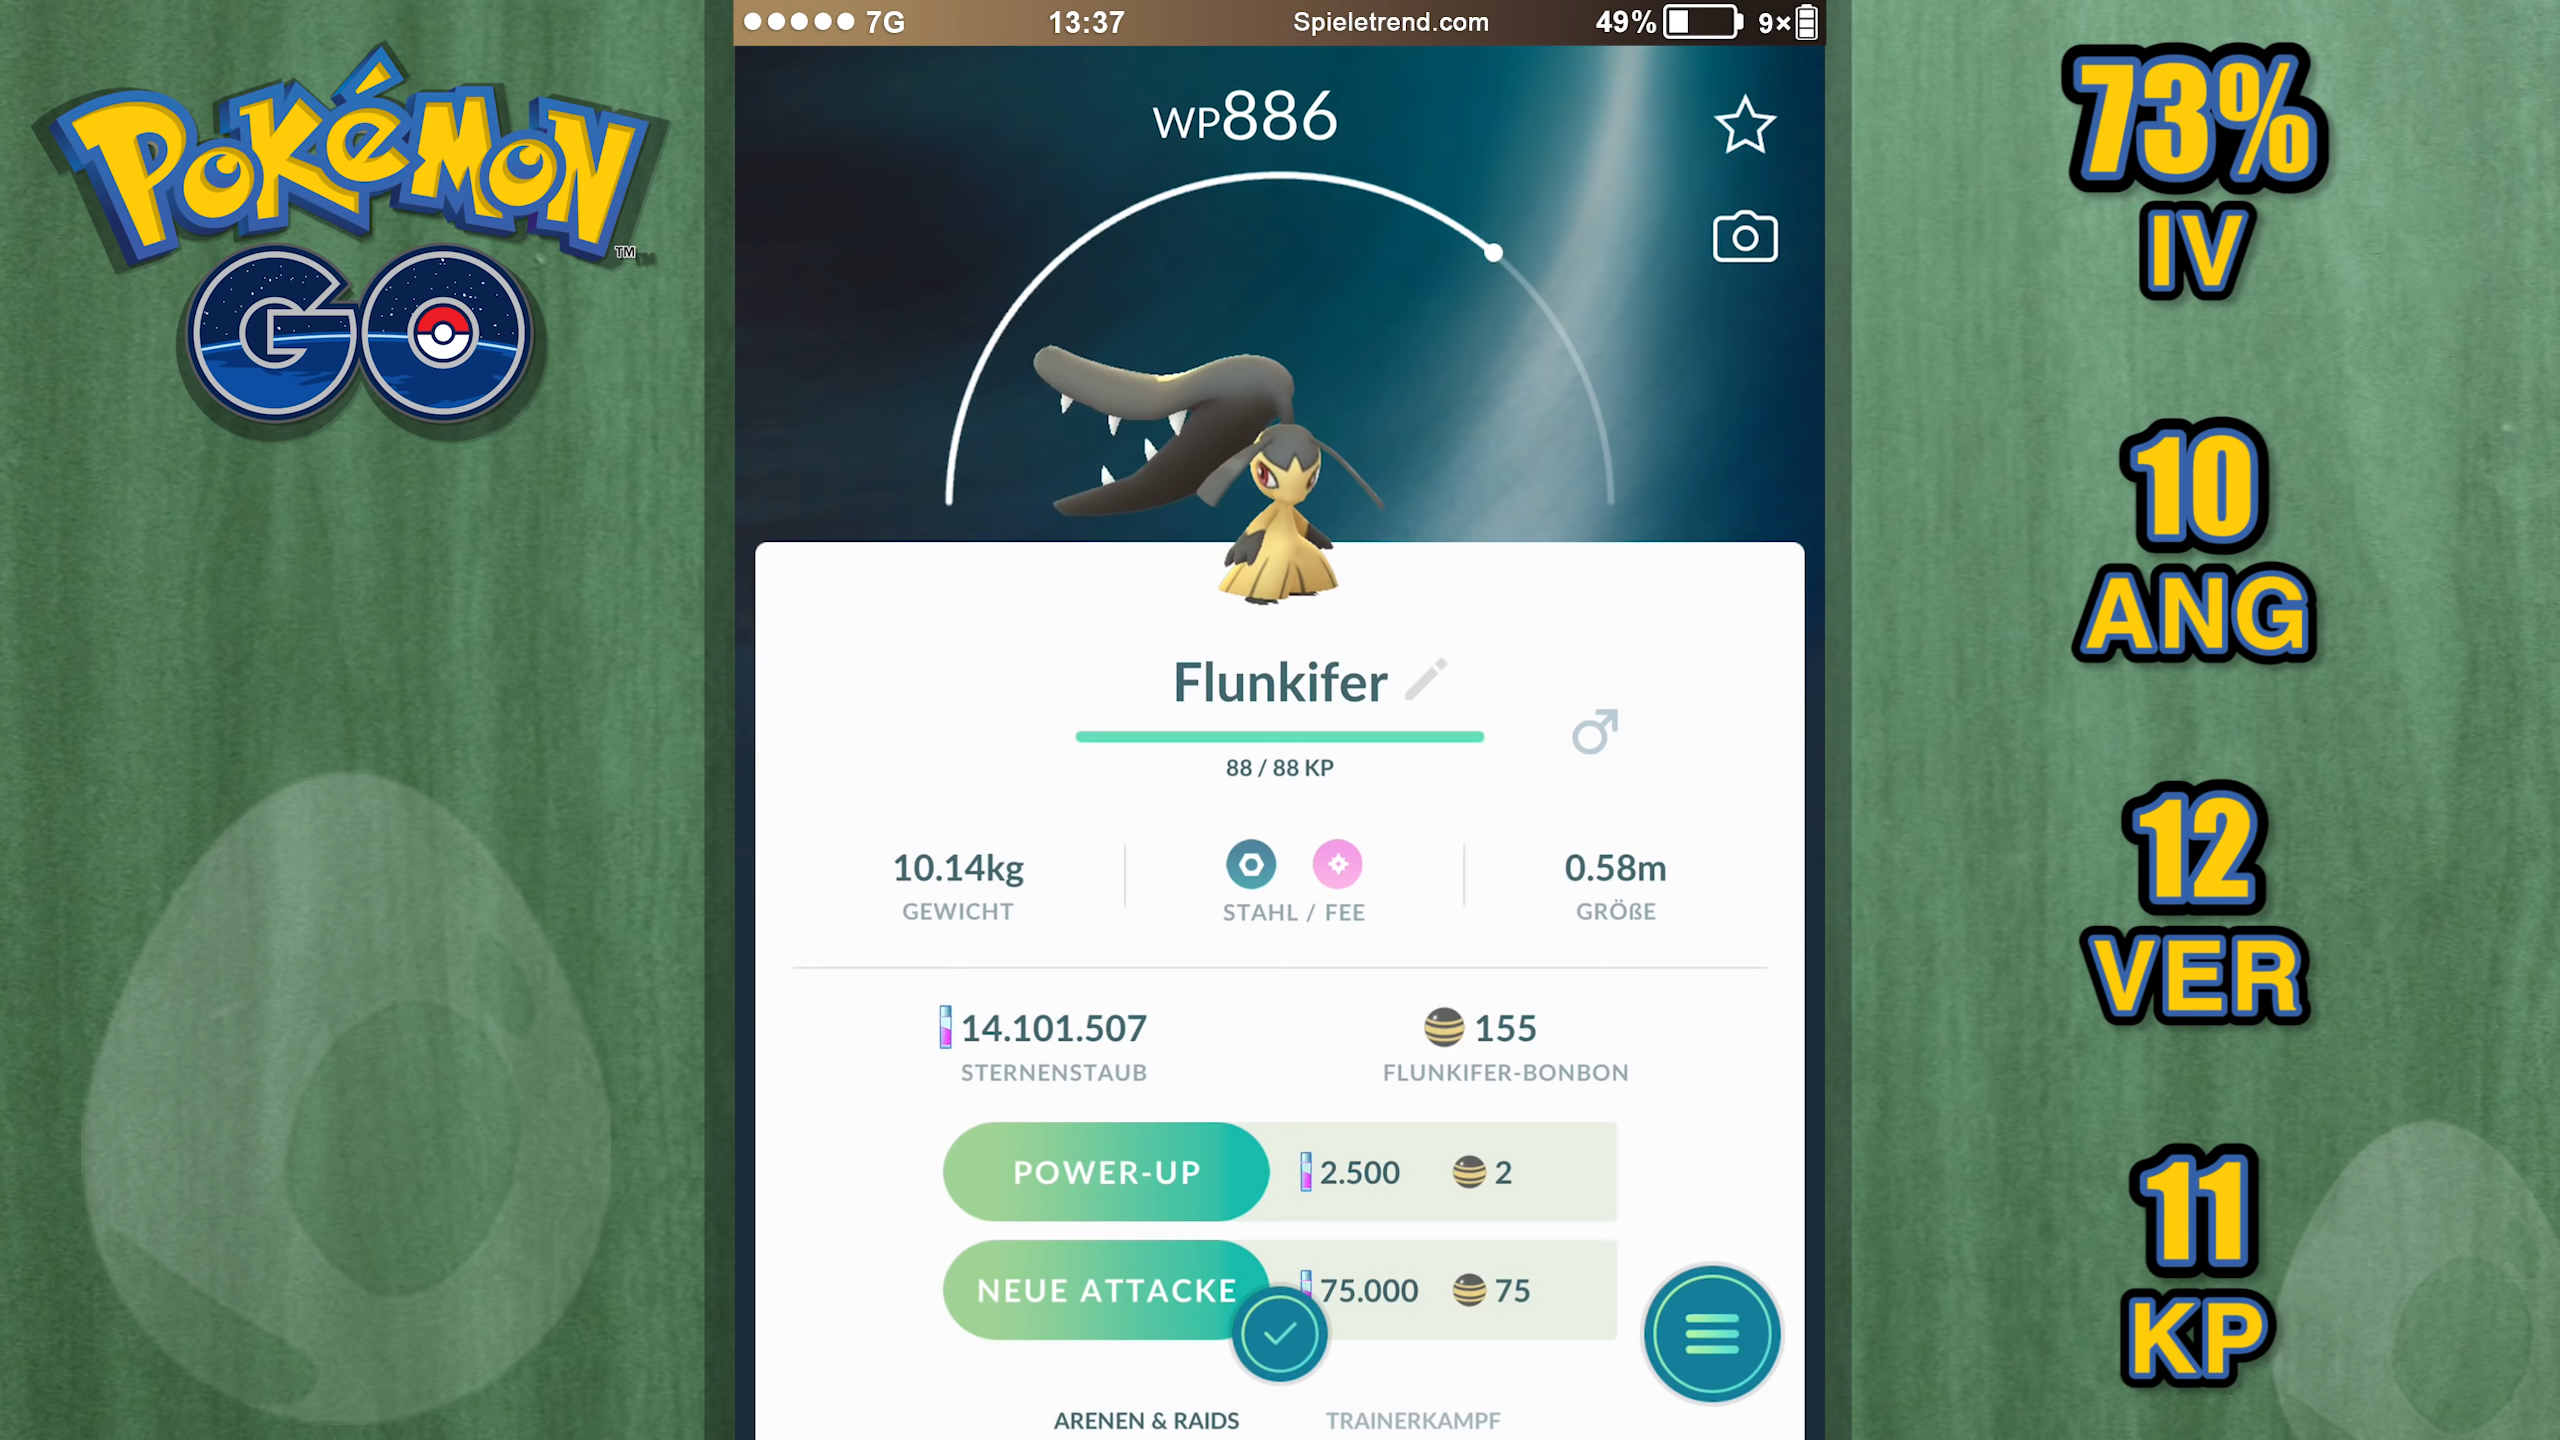 POKéMON
TM
GO
7G 13:37 Spieletrend.com 49% 9×
WP886
Flunkifer
88 / 88 KP
10.14kg
GEWICHT
STAHL / FEE
0.58m
GRÖßE
14.101.507
STERNENSTAUB
155
FLUNKIFER-BONBON
POWER-UP 2.500 2
NEUE ATTACKE 75.000 75
ARENEN & RAIDS TRAINERKAMPF
73%
IV
10
ANG
12
VER
11
KP